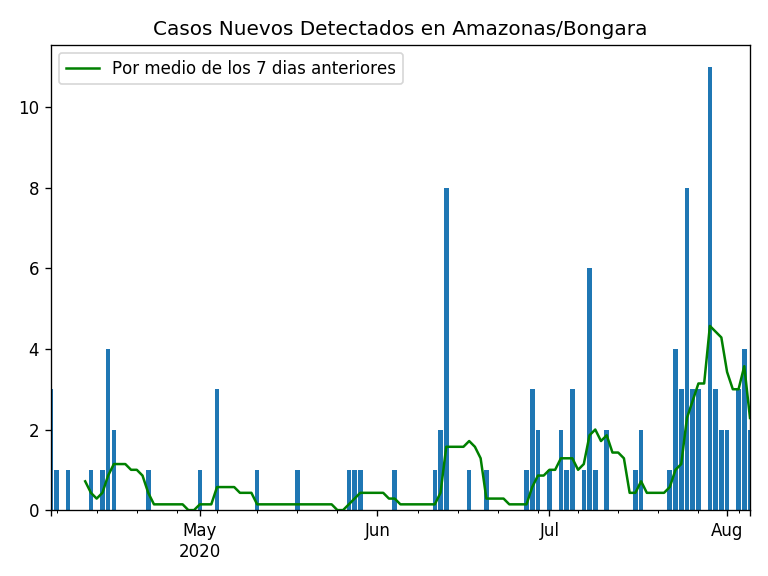 Casos Nuevos Detectados en Amazonas/Bongara
Por medio de los 7 dias anteriores
10
8
6
4
2
0
May
2020
Jun
Jul
Aug